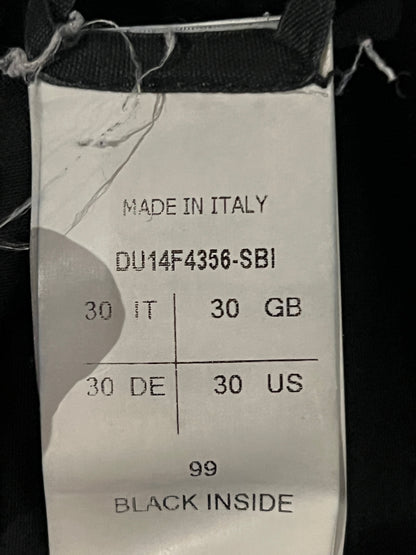 MADE IN ITALY
DU14F4356-SBI
30 IT 30 GB
30 DE 30 US
99
BLACK INSIDE